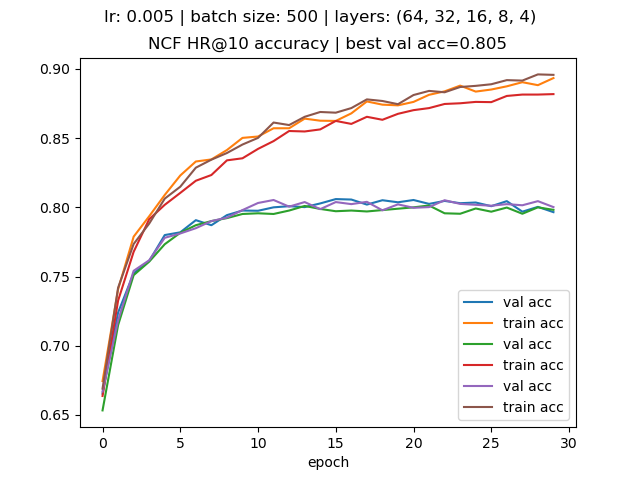 lr: 0.005 | batch size: 500 | layers: (64, 32, 16, 8, 4)
NCF HR@10 accuracy | best val acc=0.805
0.90
0.85
0.80
0.75
0.70
0.65
val acc
train acc
val acc
train acc
val acc
train acc
0 5 10 15 20 25 30
epoch